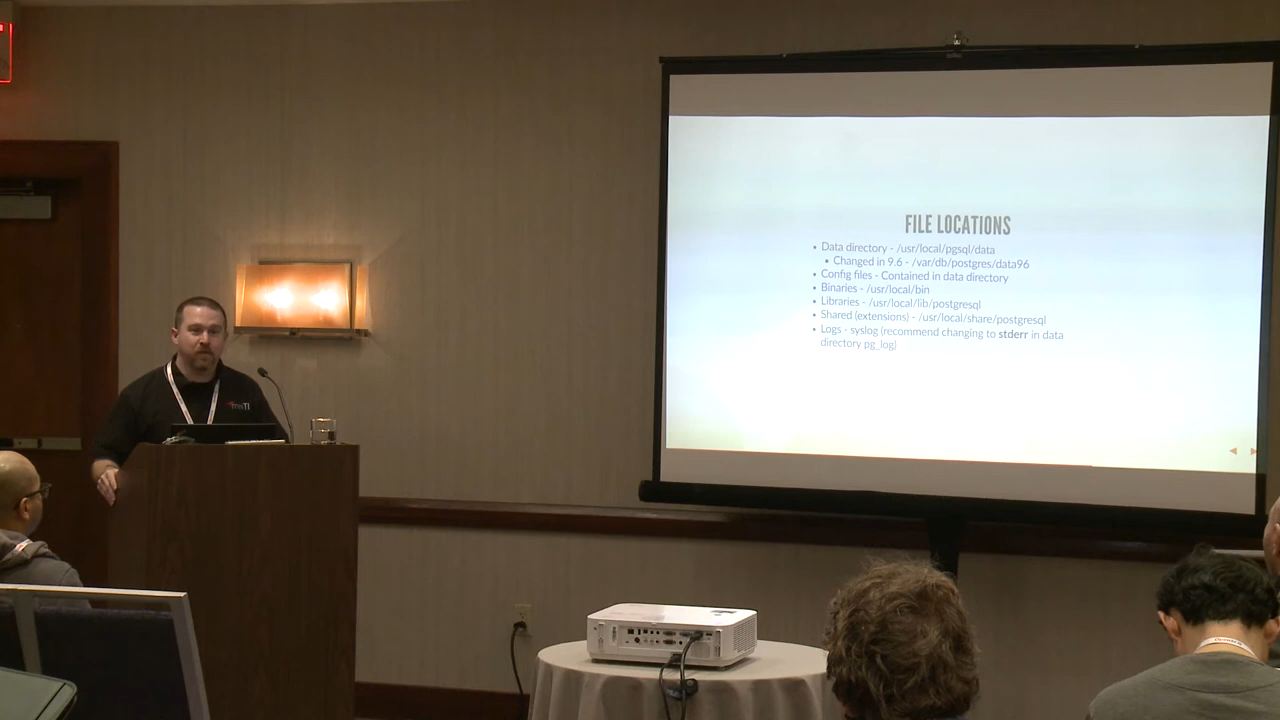 FILE LOCATIONS
• Data directory - /usr/local/pgsql/data
• Changed in 9.6 - /var/db/postgres/data96
• Config files - Contained in data directory
• Binaries - /usr/local/bin
• Libraries - /usr/local/lib/postgresql
• Shared (extensions) - /usr/local/share/postgresql
• Logs - syslog (recommend changing to stderr in data
directory pg_log)